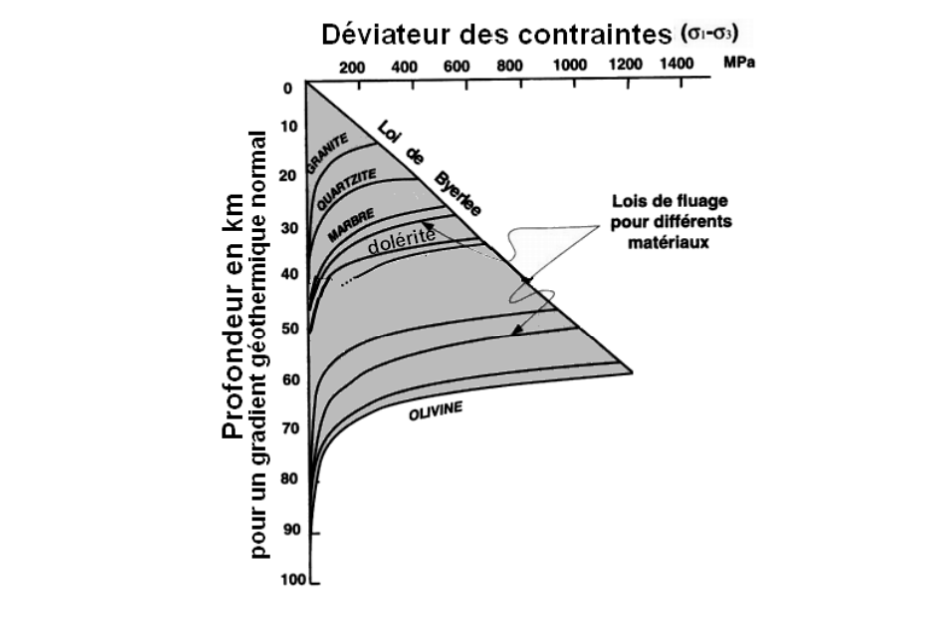 Déviateur des contraintes (σ1-σ3)
200 400 600 800 1000 1200 1400 MPa
0
10
20
30
40
50
60
70
80
90
100
Profondeur en km
pour un gradient géothermique normal
Loi de Byerlee
GRANITE
QUARTZITE
MARBRE
dolérite
....
OLIVINE
Lois de fluage
pour différents
matériaux